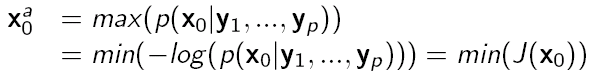 𝐱₀ᵃ = max(p(𝐱₀|𝐲₁, ..., 𝐲ₚ))
= min(−log(p(𝐱₀|𝐲₁, ..., 𝐲ₚ))) = min(J(𝐱₀))